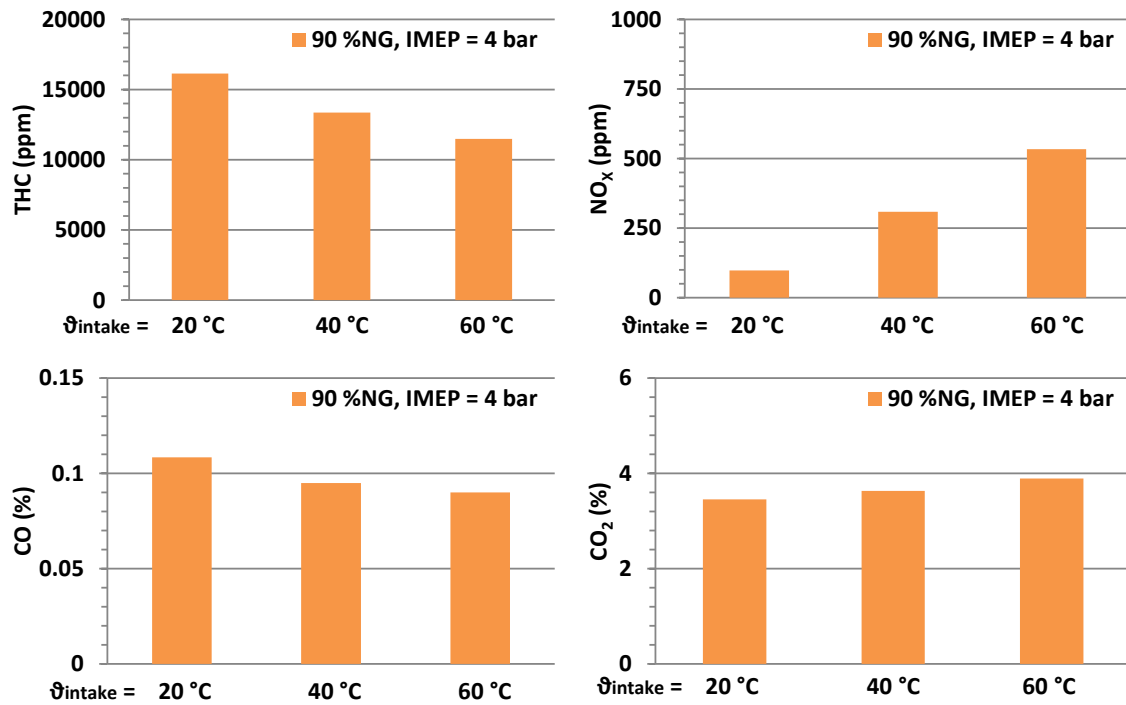 20000
15000
10000
5000
0
THC (ppm)
90 %NG, IMEP = 4 bar
ϑintake = 20 °C 40 °C 60 °C
1000
750
500
250
0
NOX (ppm)
90 %NG, IMEP = 4 bar
ϑintake = 20 °C 40 °C 60 °C
0.15
0.1
0.05
0
CO (%)
90 %NG, IMEP = 4 bar
ϑintake = 20 °C 40 °C 60 °C
6
4
2
0
CO2 (%)
90 %NG, IMEP = 4 bar
ϑintake = 20 °C 40 °C 60 °C